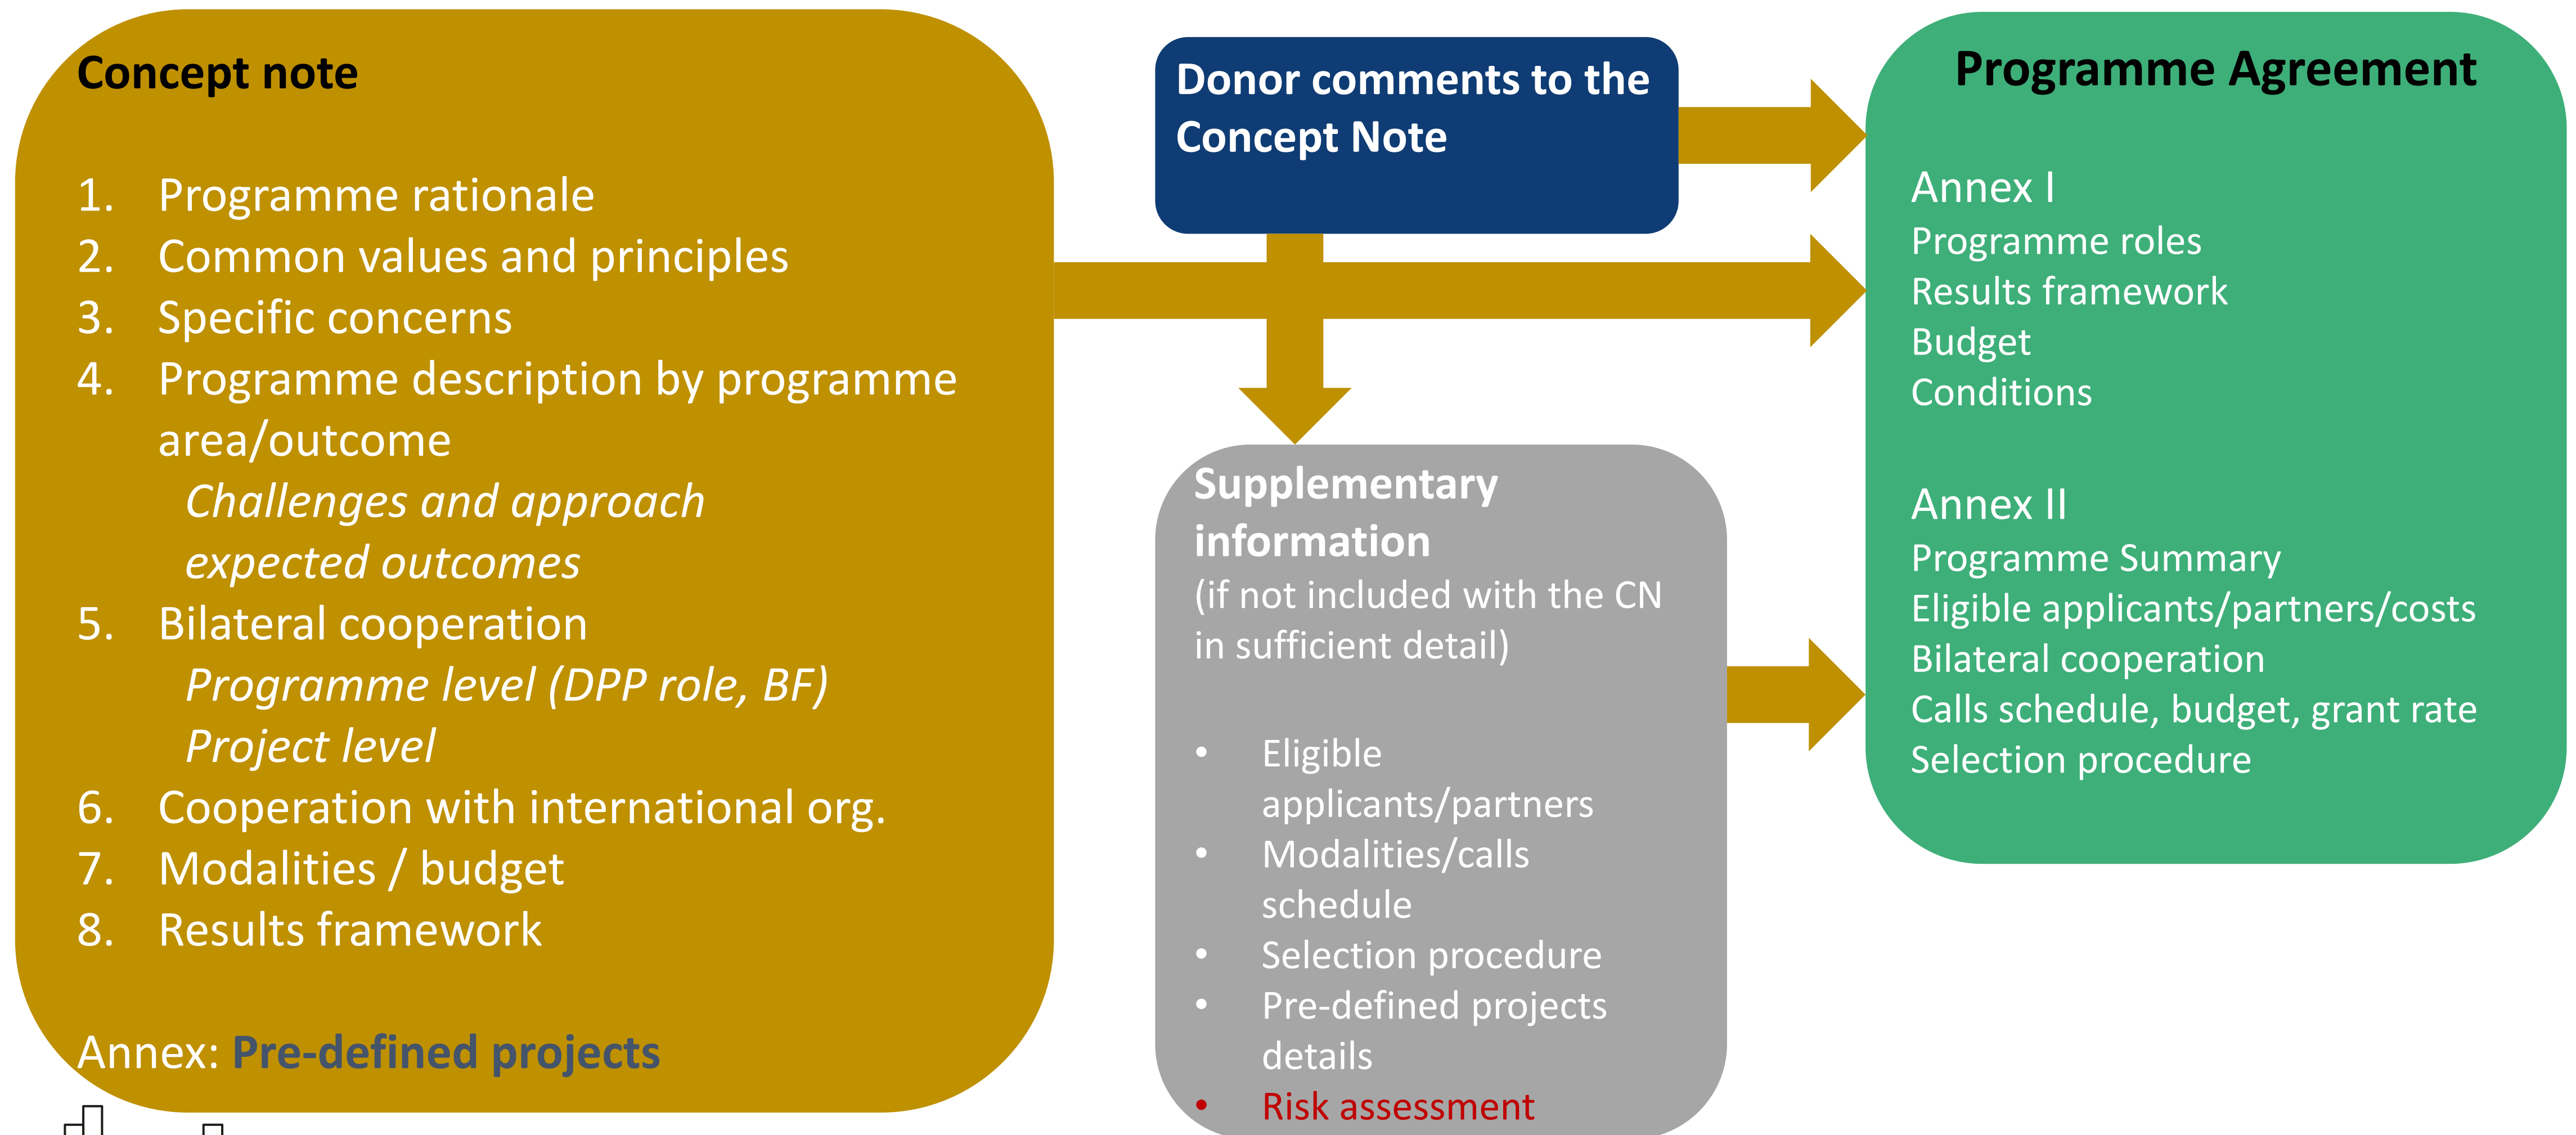 Concept note
1. Programme rationale
2. Common values and principles
3. Specific concerns
4. Programme description by programme
area/outcome
Challenges and approach
expected outcomes
5. Bilateral cooperation
Programme level (DPP role, BF)
Project level
6. Cooperation with international org.
7. Modalities / budget
8. Results framework
Annex: Pre-defined projects
Donor comments to the
Concept Note
Supplementary
information
(if not included with the CN
in sufficient detail)
• Eligible
applicants/partners
• Modalities/calls
schedule
• Selection procedure
• Pre-defined projects
details
• Risk assessment
Programme Agreement
Annex I
Programme roles
Results framework
Budget
Conditions
Annex II
Programme Summary
Eligible applicants/partners/costs
Bilateral cooperation
Calls schedule, budget, grant rate
Selection procedure